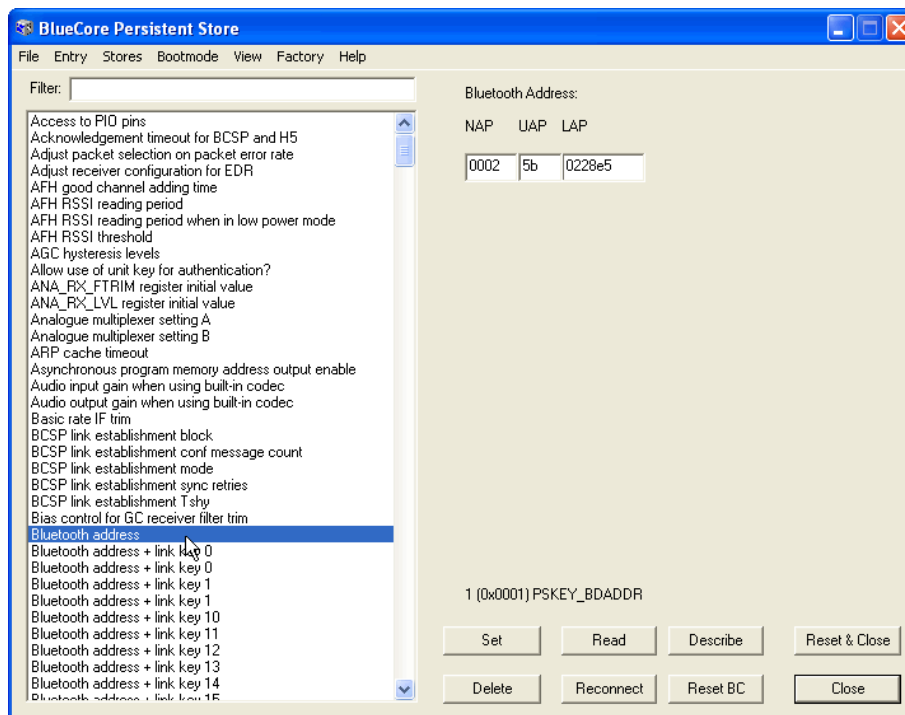 BlueCore Persistent Store
File Entry Stores Bootmode View Factory Help
Filter:
Access to PIO pins
Acknowledgement timeout for BCSP and H5
Adjust packet selection on packet error rate
Adjust receiver configuration for EDR
AFH good channel adding time
AFH RSSI reading period
AFH RSSI reading period when in low power mode
AFH RSSI threshold
AGC hysteresis levels
Allow use of unit key for authentication?
ANA_RX_FTRIM register initial value
ANA_RX_LVL register initial value
Analogue multiplexer setting A
Analogue multiplexer setting B
ARP cache timeout
Asynchronous program memory address output enable
Audio input gain when using built-in codec
Audio output gain when using built-in codec
Basic rate IF trim
BCSP link establishment block
BCSP link establishment conf message count
BCSP link establishment mode
BCSP link establishment sync retries
BCSP link establishment Tshy
Bias control for GC receiver filter trim
Bluetooth address
Bluetooth address + link key 0
Bluetooth address + link key 0
Bluetooth address + link key 1
Bluetooth address + link key 1
Bluetooth address + link key 10
Bluetooth address + link key 11
Bluetooth address + link key 12
Bluetooth address + link key 13
Bluetooth address + link key 14
Bluetooth address + link key 15
Bluetooth Address:
NAP UAP LAP
0002 5b 0228e5
1 (0x0001) PSKEY_BDADDR
Set Read Describe Reset & Close
Delete Reconnect Reset BC Close